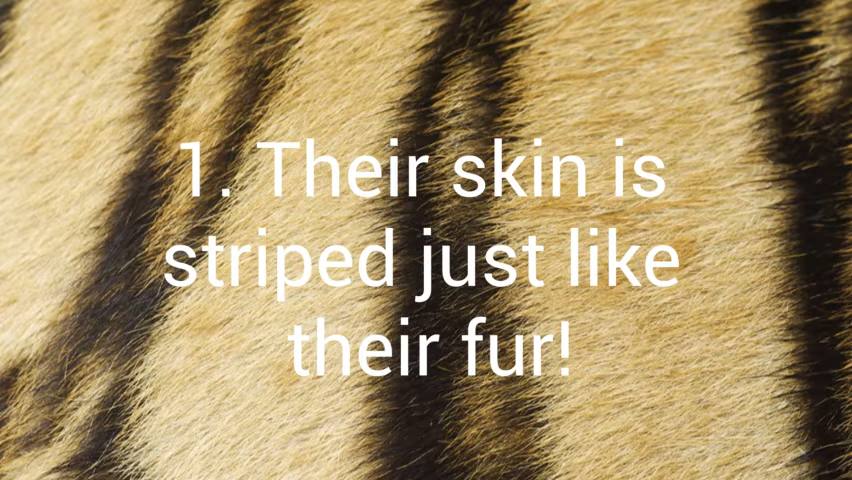 1. Their skin is
striped just like
their fur!